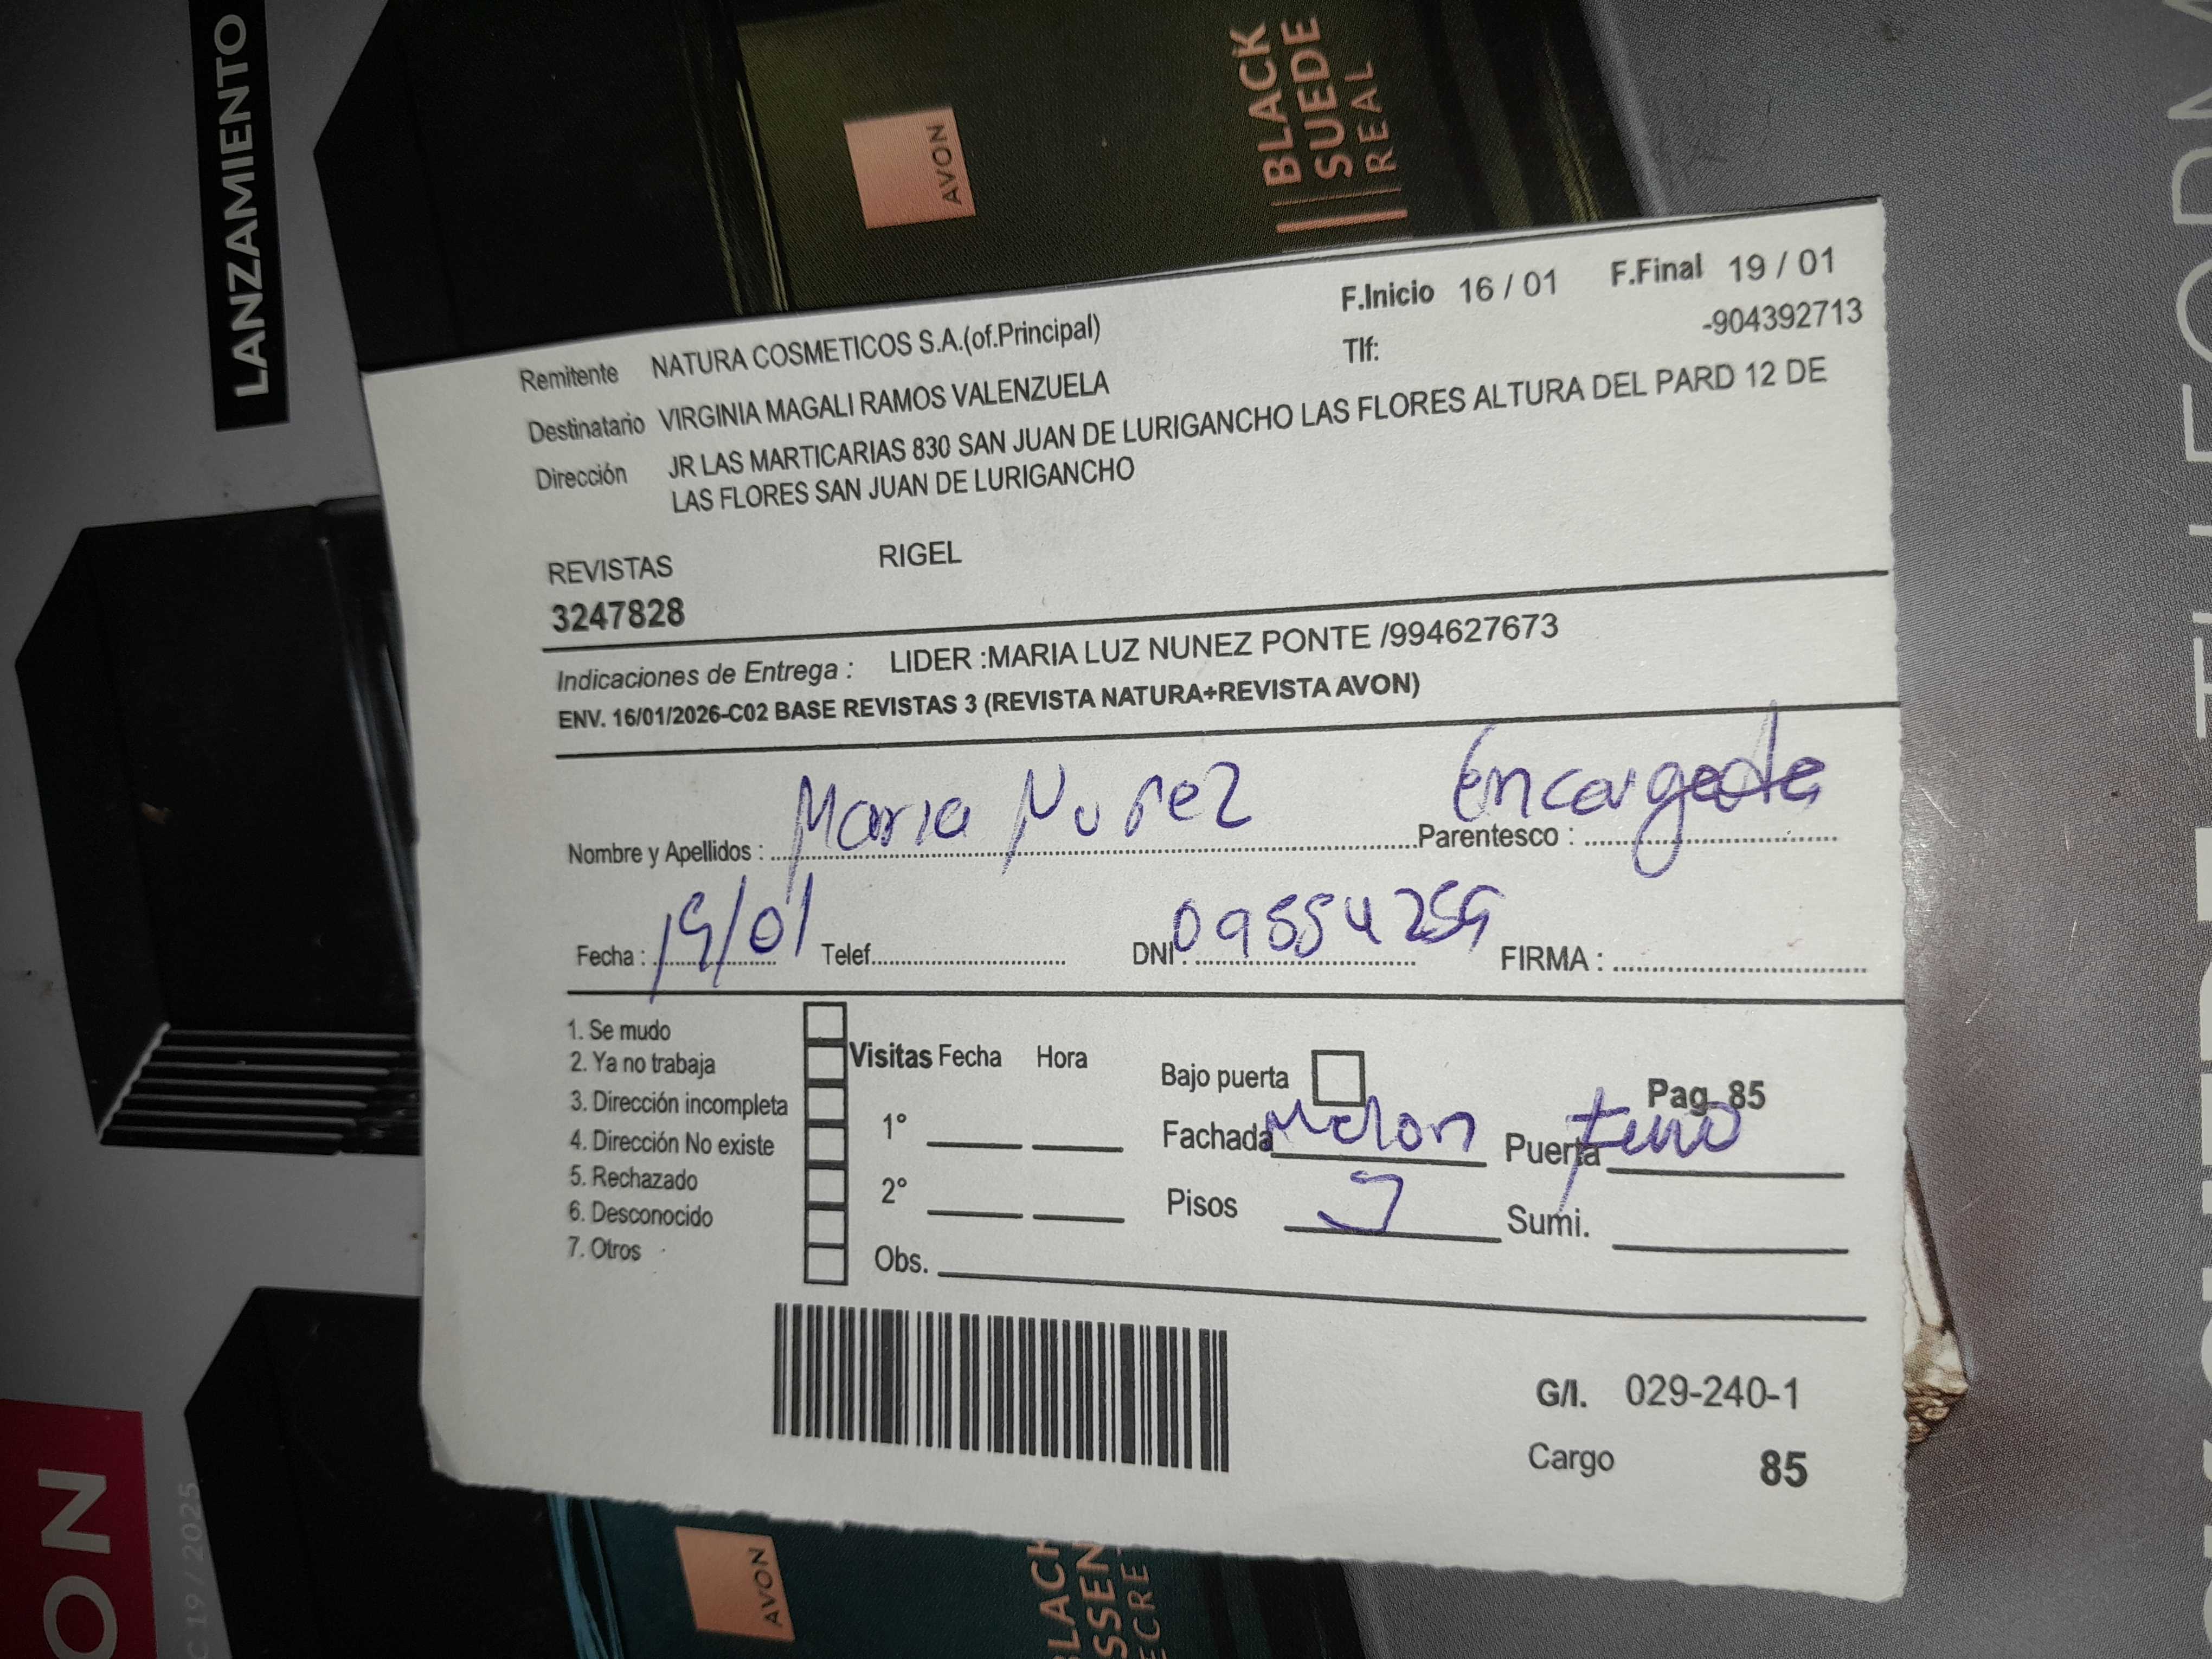 LANZAMIENTO
AVON
BLACK
SUEDE
REAL
F.Inicio 16 / 01 F.Final 19 / 01
Remitente NATURA COSMETICOS S.A.(of.Principal) Tlf: -904392713
Destinatario VIRGINIA MAGALI RAMOS VALENZUELA
Dirección JR LAS MARTICARIAS 830 SAN JUAN DE LURIGANCHO LAS FLORES ALTURA DEL PARD 12 DE
LAS FLORES SAN JUAN DE LURIGANCHO
REVISTAS RIGEL
3247828
Indicaciones de Entrega : LIDER :MARIA LUZ NUNEZ PONTE /994627673
ENV. 16/01/2026-C02 BASE REVISTAS 3 (REVISTA NATURA+REVISTA AVON)
Nombre y Apellidos : Maria Nuñez Parentesco : Encargada
Fecha : 19/01 Telef. DNI : 09554259 FIRMA :
1. Se mudo
2. Ya no trabaja
3. Dirección incompleta
4. Dirección No existe
5. Rechazado
6. Desconocido
7. Otros
Visitas Fecha Hora
1°
2°
Obs.
Bajo puerta Pag. 85
Fachada Melon Puerta
Pisos Sumi.
G/I. 029-240-1
Cargo 85
ON
C 19 / 2025
AVON